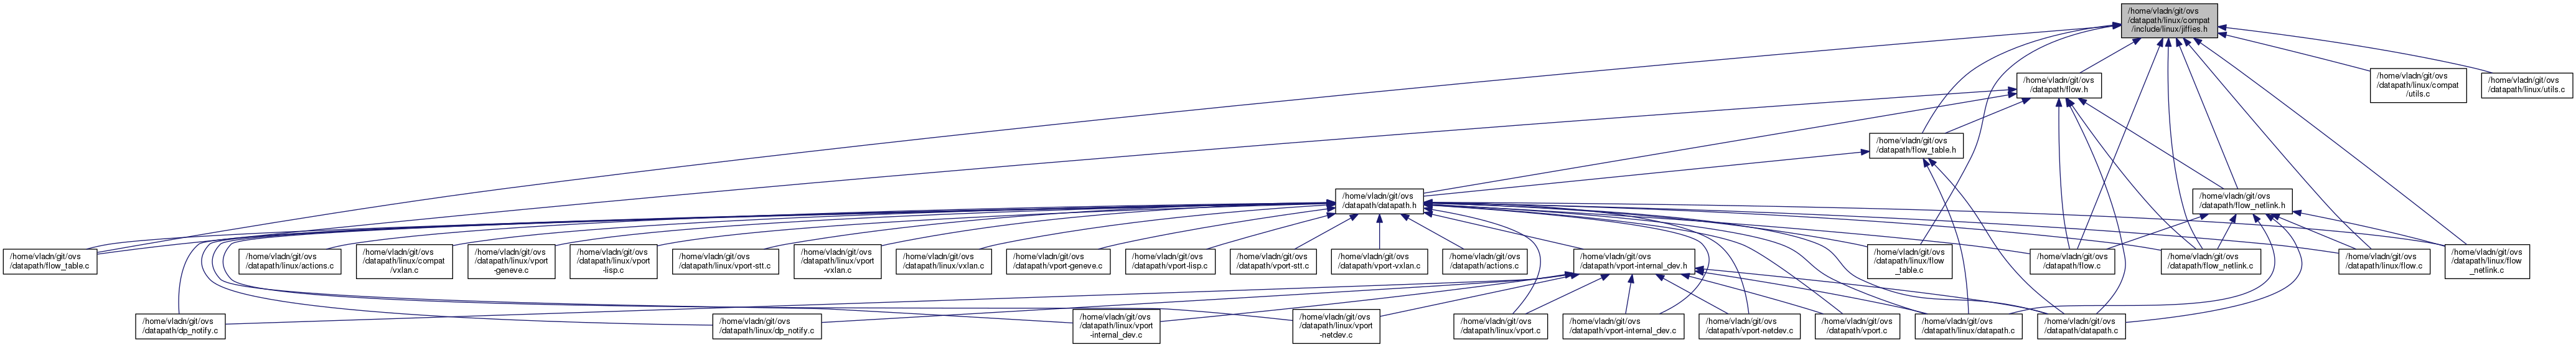 /home/vladn/git/ovs
/datapath/linux/compat
/include/linux/jiffies.h
/home/vladn/git/ovs
/datapath/flow.h
/home/vladn/git/ovs
/datapath/linux/compat
/utils.c
/home/vladn/git/ovs
/datapath/linux/utils.c
/home/vladn/git/ovs
/datapath/flow_table.h
/home/vladn/git/ovs
/datapath/datapath.h
/home/vladn/git/ovs
/datapath/flow_netlink.h
/home/vladn/git/ovs
/datapath/flow_table.c
/home/vladn/git/ovs
/datapath/linux/actions.c
/home/vladn/git/ovs
/datapath/linux/compat
/vxlan.c
/home/vladn/git/ovs
/datapath/linux/vport
-geneve.c
/home/vladn/git/ovs
/datapath/linux/vport
-lisp.c
/home/vladn/git/ovs
/datapath/linux/vport-stt.c
/home/vladn/git/ovs
/datapath/linux/vport
-vxlan.c
/home/vladn/git/ovs
/datapath/linux/vxlan.c
/home/vladn/git/ovs
/datapath/vport-geneve.c
/home/vladn/git/ovs
/datapath/vport-lisp.c
/home/vladn/git/ovs
/datapath/vport-stt.c
/home/vladn/git/ovs
/datapath/vport-vxlan.c
/home/vladn/git/ovs
/datapath/actions.c
/home/vladn/git/ovs
/datapath/vport-internal_dev.h
/home/vladn/git/ovs
/datapath/linux/flow
_table.c
/home/vladn/git/ovs
/datapath/flow.c
/home/vladn/git/ovs
/datapath/flow_netlink.c
/home/vladn/git/ovs
/datapath/linux/flow.c
/home/vladn/git/ovs
/datapath/linux/flow
_netlink.c
/home/vladn/git/ovs
/datapath/dp_notify.c
/home/vladn/git/ovs
/datapath/linux/dp_notify.c
/home/vladn/git/ovs
/datapath/linux/vport
-internal_dev.c
/home/vladn/git/ovs
/datapath/linux/vport
-netdev.c
/home/vladn/git/ovs
/datapath/linux/vport.c
/home/vladn/git/ovs
/datapath/vport-internal_dev.c
/home/vladn/git/ovs
/datapath/vport-netdev.c
/home/vladn/git/ovs
/datapath/vport.c
/home/vladn/git/ovs
/datapath/linux/datapath.c
/home/vladn/git/ovs
/datapath/datapath.c